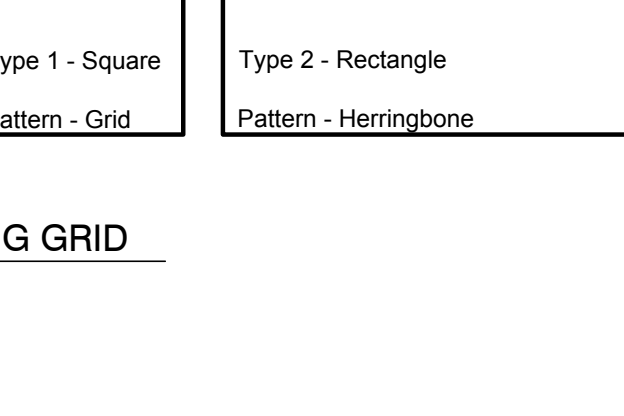 ype 1 - Square
attern - Grid
Type 2 - Rectangle
Pattern - Herringbone
G GRID